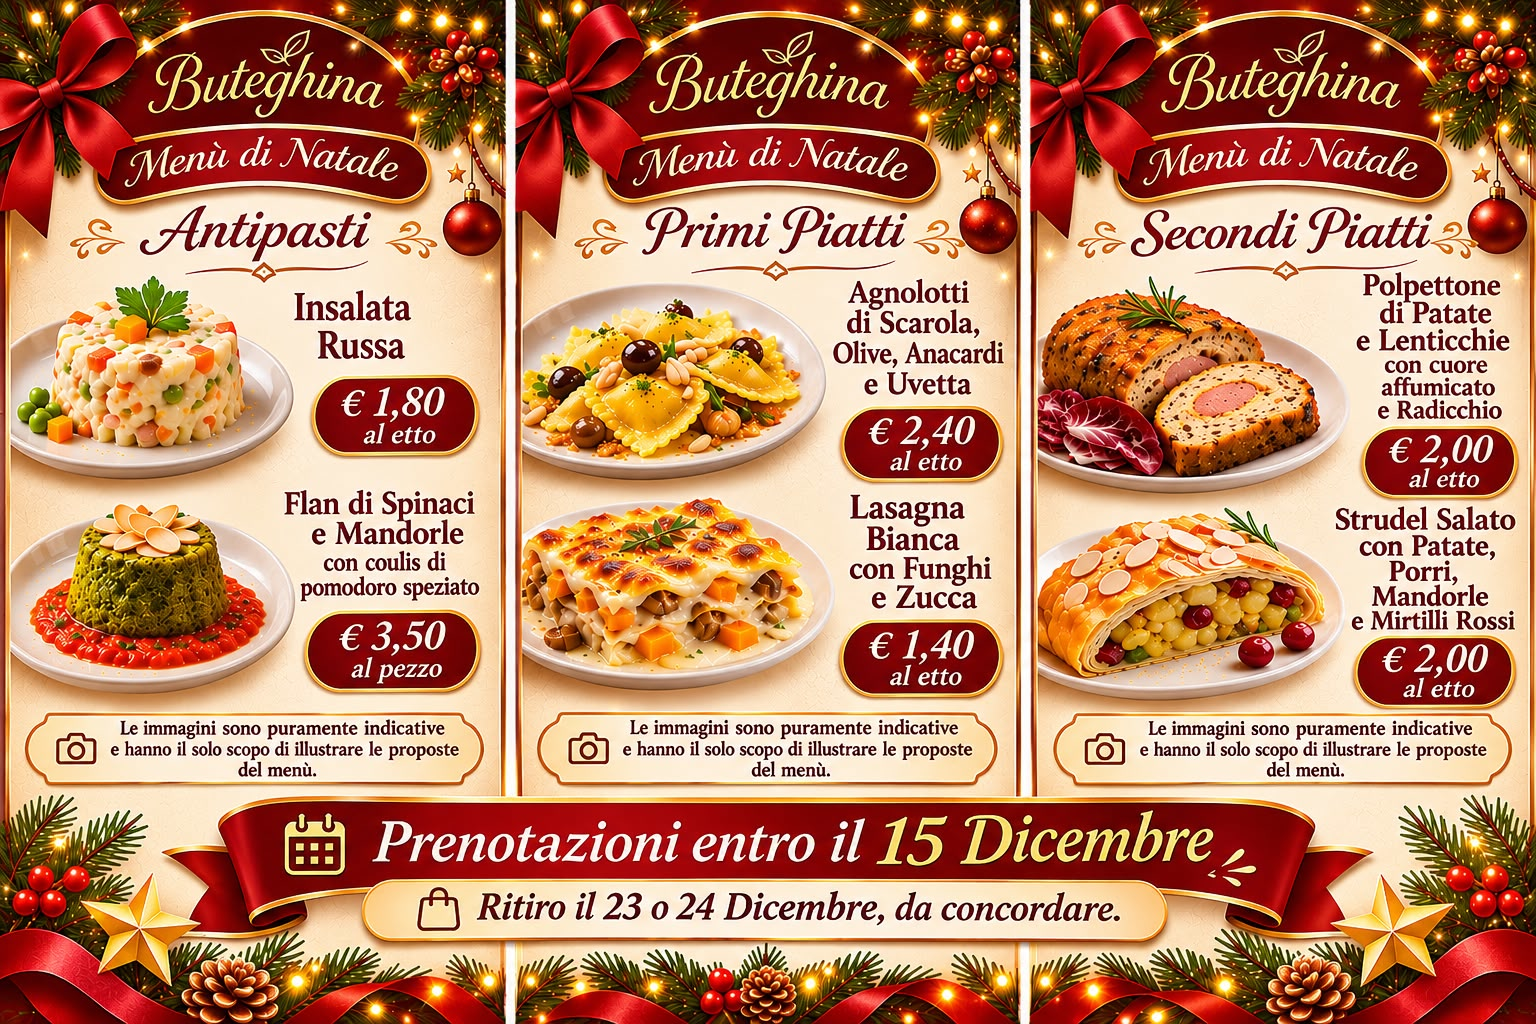 Buteghina
Menù di Natale
Antipasti
Insalata
Russa
€ 1,80
al etto
Flan di Spinaci
e Mandorle
con coulis di
pomodoro speziato
€ 3,50
al pezzo
Le immagini sono puramente indicative
e hanno il solo scopo di illustrare le proposte
del menù.
Buteghina
Menù di Natale
Primi Piatti
Agnolotti
di Scarola,
Olive, Anacardi
e Uvetta
€ 2,40
al etto
Lasagna
Bianca
con Funghi
e Zucca
€ 1,40
al etto
Le immagini sono puramente indicative
e hanno il solo scopo di illustrare le proposte
del menù.
Buteghina
Menù di Natale
Secondi Piatti
Polpettone
di Patate
e Lenticchie
con cuore
affumicato
e Radicchio
€ 2,00
al etto
Strudel Salato
con Patate,
Porri,
Mandorle
e Mirtilli Rossi
€ 2,00
al etto
Le immagini sono puramente indicative
e hanno il solo scopo di illustrare le proposte
del menù.
Prenotazioni entro il 15 Dicembre
Ritiro il 23 o 24 Dicembre, da concordare.